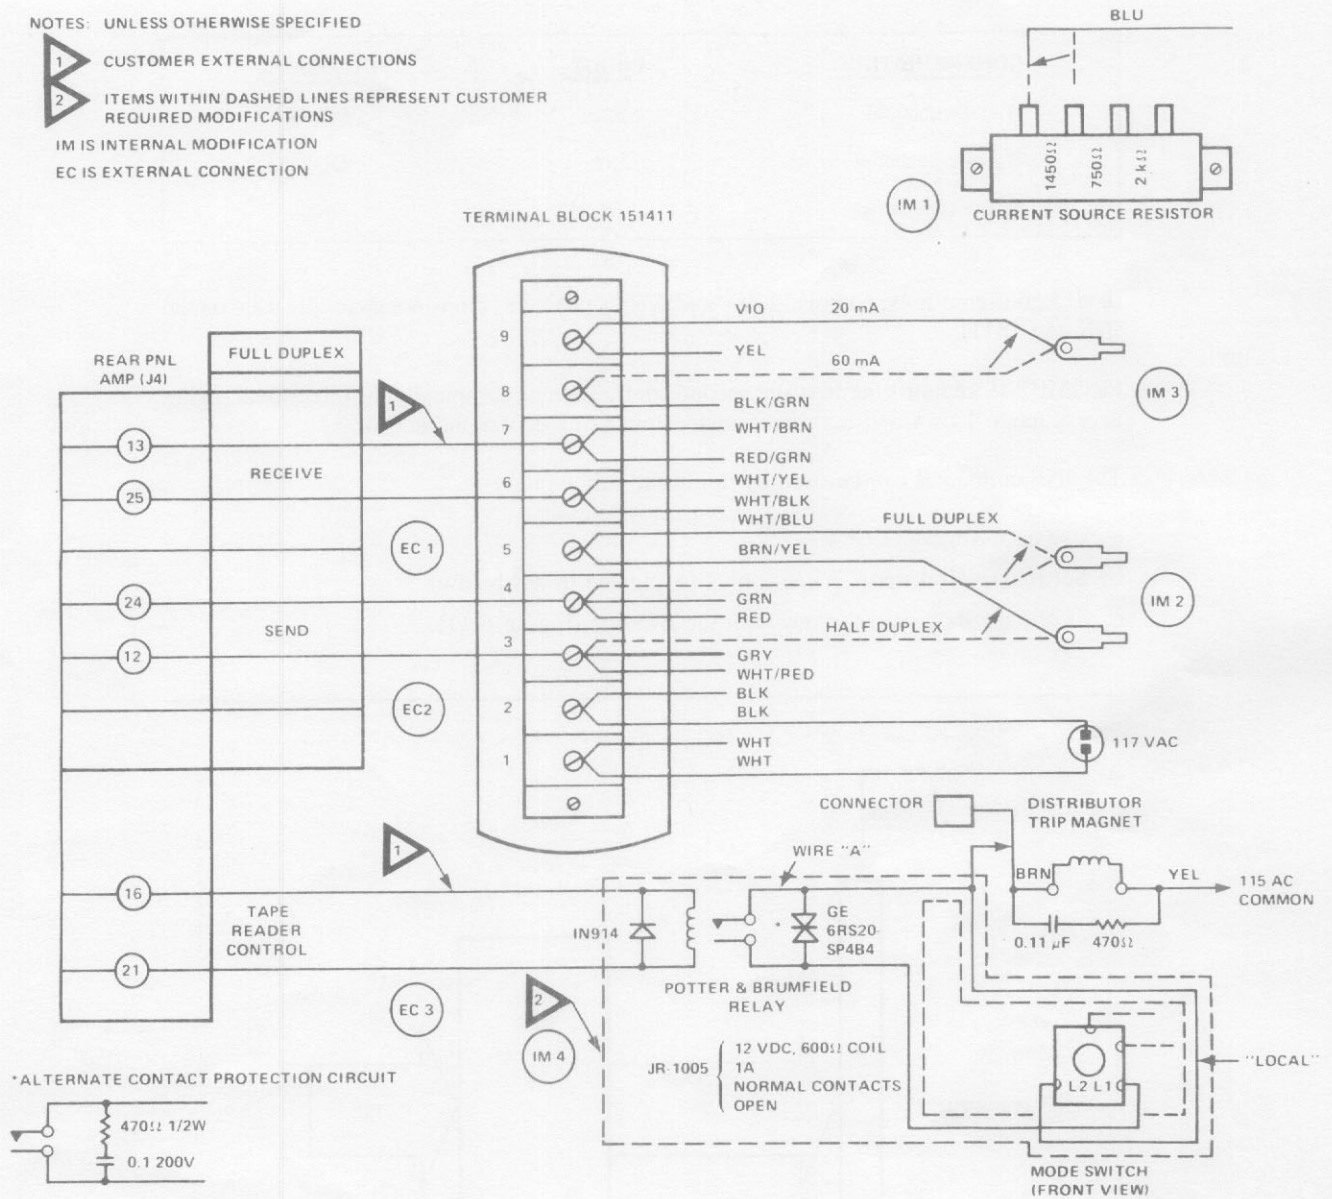 NOTES: UNLESS OTHERWISE SPECIFIED
1 CUSTOMER EXTERNAL CONNECTIONS
2 ITEMS WITHIN DASHED LINES REPRESENT CUSTOMER
REQUIRED MODIFICATIONS
IM IS INTERNAL MODIFICATION
EC IS EXTERNAL CONNECTION
BLU
1450Ω
750Ω
2 kΩ
IM 1
CURRENT SOURCE RESISTOR
TERMINAL BLOCK 151411
REAR PNL
AMP (J4)
FULL DUPLEX
1
13
25
RECEIVE
EC 1
24
SEND
12
EC2
9
8
7
6
5
4
3
2
1
VIO
20 mA
YEL
60 mA
BLK/GRN
IM 3
WHT/BRN
RED/GRN
WHT/YEL
WHT/BLK
WHT/BLU
FULL DUPLEX
BRN/YEL
GRN
RED
IM 2
HALF DUPLEX
GRY
WHT/RED
BLK
BLK
WHT
WHT
117 VAC
CONNECTOR
DISTRIBUTOR
TRIP MAGNET
1
WIRE "A"
BRN
YEL
115 AC
COMMON
0.11 µF
470Ω
16
TAPE
READER
CONTROL
21
EC 3
IN914
*
GE
6RS20-
SP4B4
POTTER & BRUMFIELD
RELAY
2
IM 4
JR-1005
12 VDC, 600Ω COIL
1A
NORMAL CONTACTS
OPEN
L2 L1
"LOCAL"
MODE SWITCH
(FRONT VIEW)
*ALTERNATE CONTACT PROTECTION CIRCUIT
470Ω 1/2W
0.1 200V